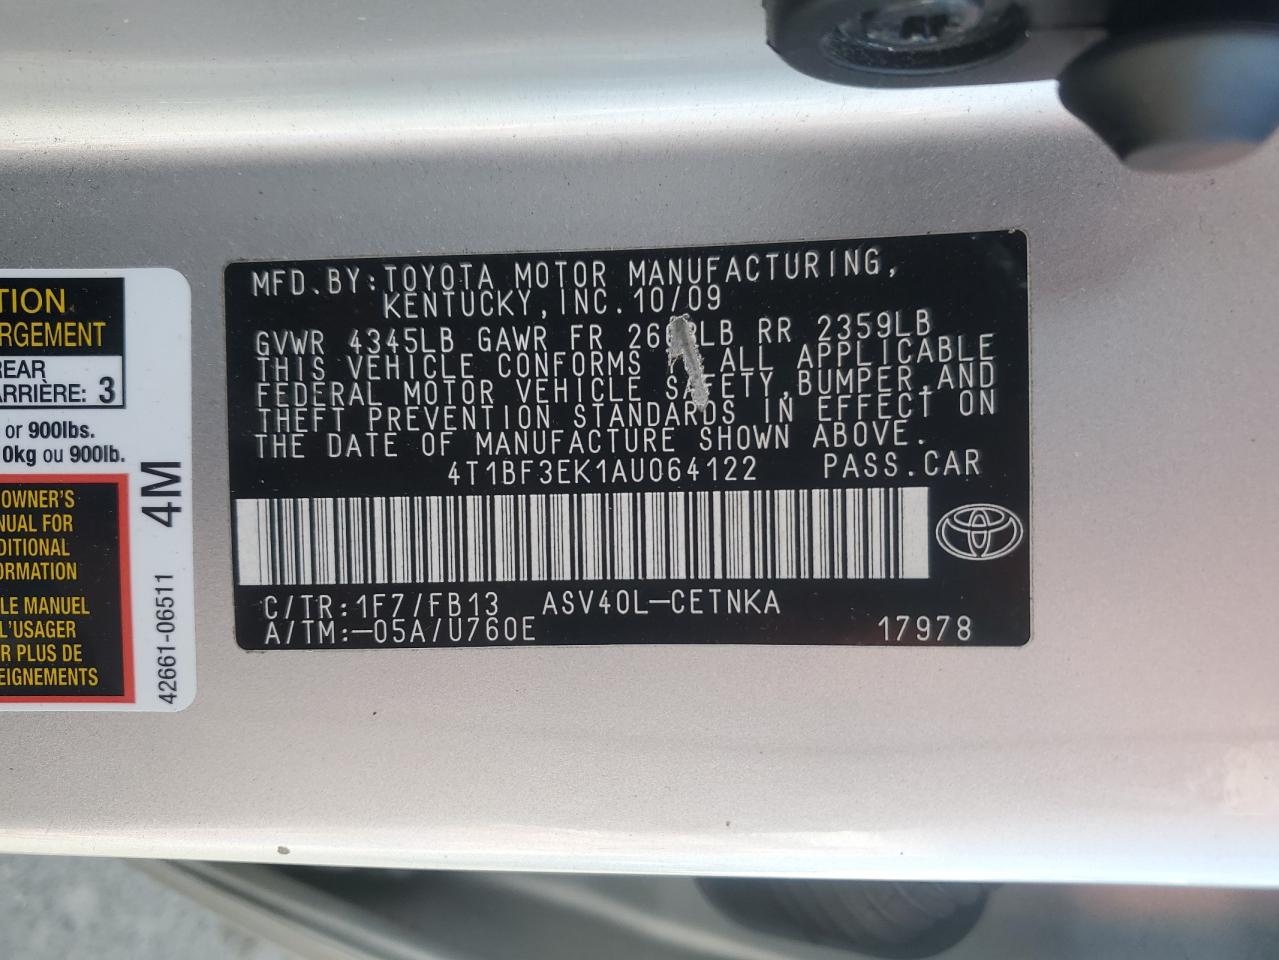 TION
RGEMENT
REAR
ARRIÈRE: 3
or 900lbs.
0kg ou 900lb.
OWNER'S
NUAL FOR
DITIONAL
ORMATION
LE MANUEL
L'USAGER
R PLUS DE
EIGNEMENTS
4M
42661-06511
MFD.BY:TOYOTA MOTOR MANUFACTURING,
KENTUCKY,INC.10/09
GVWR 4345LB GAWR FR RR 2359LB
THIS VEHICLE CONFORMS ALL APPLICABLE
FEDERAL MOTOR VEHICLE SAFETY,BUMPER,AND
THEFT PREVENTION STANDARDS IN EFFECT ON
THE DATE OF MANUFACTURE SHOWN ABOVE.
4T1BF3EK1AU064122 PASS.CAR
C/TR:1F7/FB13 ASV40L-CETNKA
A/TM:-05A/U760E 17978